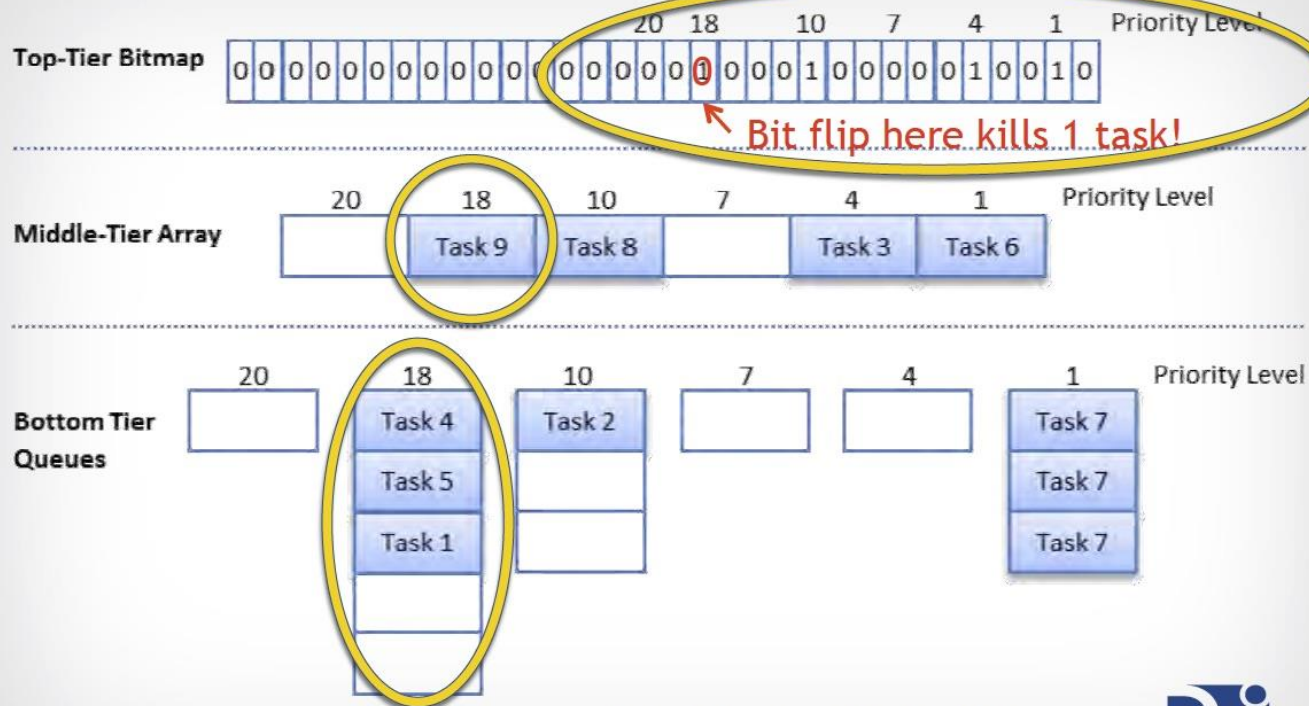 20 18 10 7 4 1 Priority Level
Top-Tier Bitmap 0 0 0 0 0 0 0 0 0 0 0 0 0 0 0 0 0 1 0 0 0 1 0 0 0 0 0 1 0 0 1 0
0
Bit flip here kills 1 task!
20 18 10 7 4 1 Priority Level
Middle-Tier Array Task 9 Task 8 Task 3 Task 6
20 18 10 7 4 1 Priority Level
Bottom Tier
Queues
Task 4 Task 2 Task 7
Task 5 Task 7
Task 1 Task 7